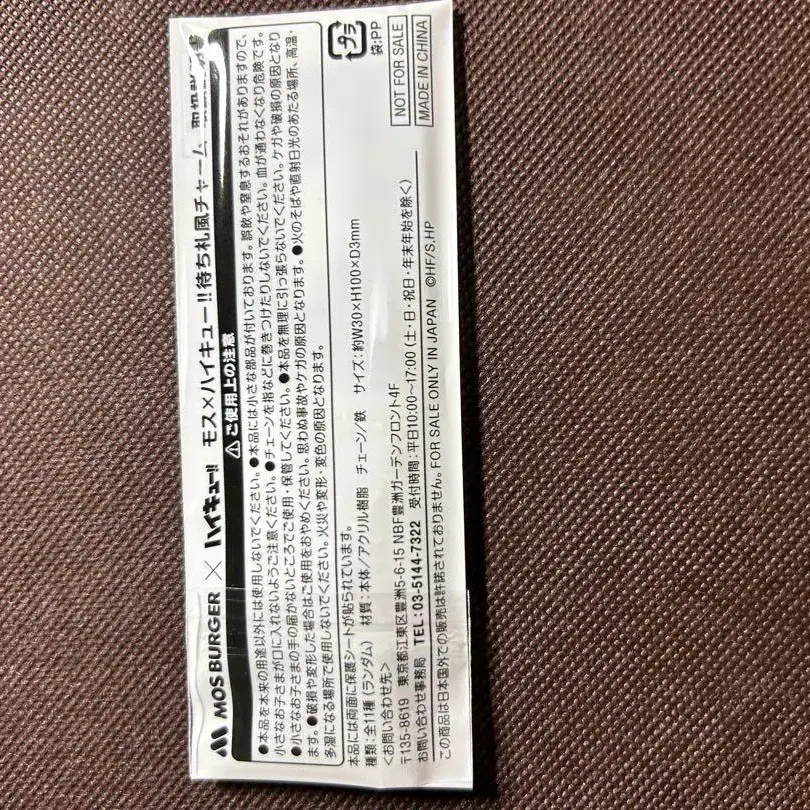 MOS BURGER × ハイキュー!! モス×ハイキュー!! 待ち札風チャーム
⚠ご使用上の注意
●本品を本来の用途以外には使用しないでください。●本品には小さな部品が付いております。誤飲や窒息するおそれがありますので、
小さなお子さまが口に入れないようご注意ください。●チェーンを指などに巻きつけたりしないでください。血が通わなくなり危険です。
●小さなお子さまの手の届かないところでご使用・保管してください。●本品を無理に引っ張らないでください。ケガや破損の原因となり
ます。●破損や変形した場合はご使用をおやめください。思わぬ事故やケガの原因となります。●火のそばや直射日光のあたる場所、高温・
多湿になる場所で使用しないでください。火災や変形・変色の原因となります。
本品には両面に保護シートが貼られています。
種類:全11種(ランダム) 材質:本体/アクリル樹脂 チェーン/鉄 サイズ:約W30×H100×D3mm
<お問い合わせ先>
〒135-8619 東京都江東区豊洲5-6-15 NBF豊洲ガーデンフロント4F
お問い合わせ事務局 TEL:03-5144-7322 受付時間:平日10:00~17:00 (土・日・祝日・年末年始を除く)
この商品は日本国外での販売は許諾されておりません。FOR SALE ONLY IN JAPAN ©HF/S,HP
プラ
袋:PP
NOT FOR SALE
MADE IN CHINA